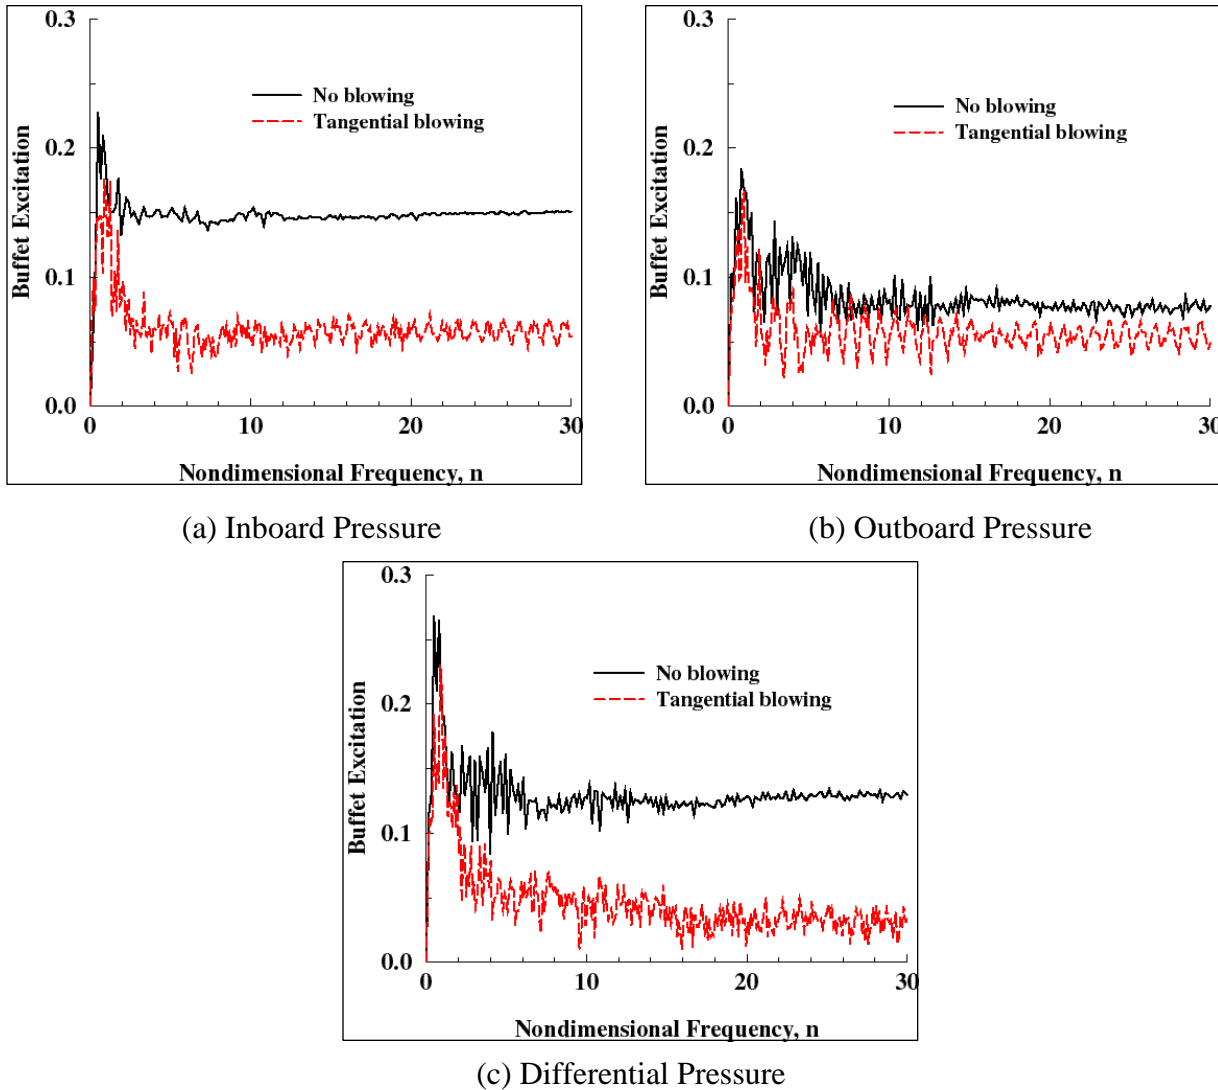 0.3
No blowing
Tangential blowing
0.2
Buffet Excitation
0.1
0.0
0 10 20 30
Nondimensional Frequency, n
(a) Inboard Pressure
0.3
No blowing
Tangential blowing
0.2
Buffet Excitation
0.1
0.0
0 10 20 30
Nondimensional Frequency, n
(b) Outboard Pressure
0.3
No blowing
Tangential blowing
0.2
Buffet Excitation
0.1
0.0
0 10 20 30
Nondimensional Frequency, n
(c) Differential Pressure